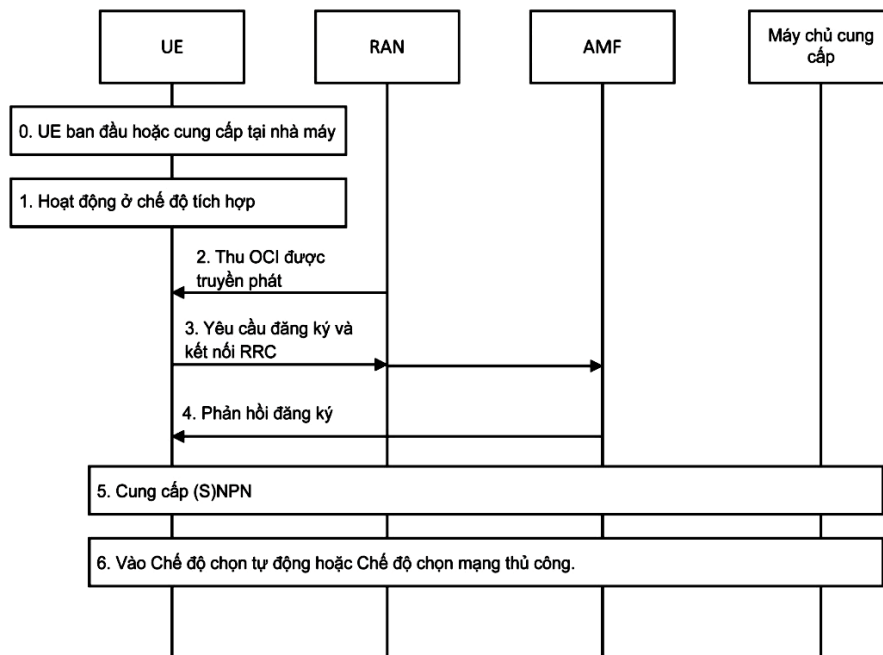 UE
RAN
AMF
Máy chủ cung
cấp
0. UE ban đầu hoặc cung cấp tại nhà máy
1. Hoạt động ở chế độ tích hợp
2. Thu OCI được
truyền phát
3. Yêu cầu đăng ký và
kết nối RRC
4. Phản hồi đăng ký
5. Cung cấp (S)NPN
6. Vào Chế độ chọn tự động hoặc Chế độ chọn mạng thủ công.